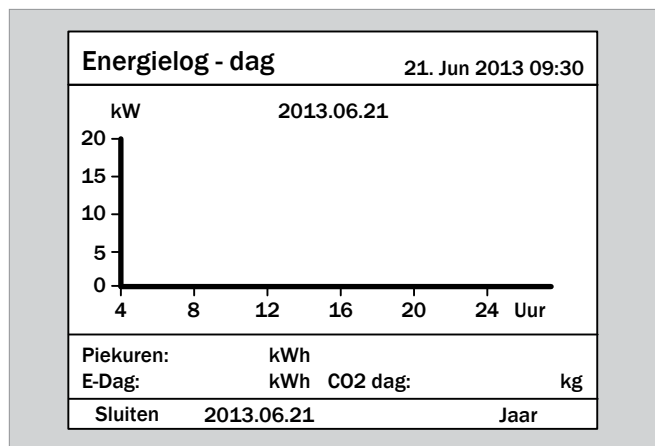 Energielog - dag 21. Jun 2013 09:30
kW 2013.06.21
20
15
10
5
0
4 8 12 16 20 24 Uur
Piekuren: kWh
E-Dag: kWh CO2 dag: kg
Sluiten 2013.06.21 Jaar